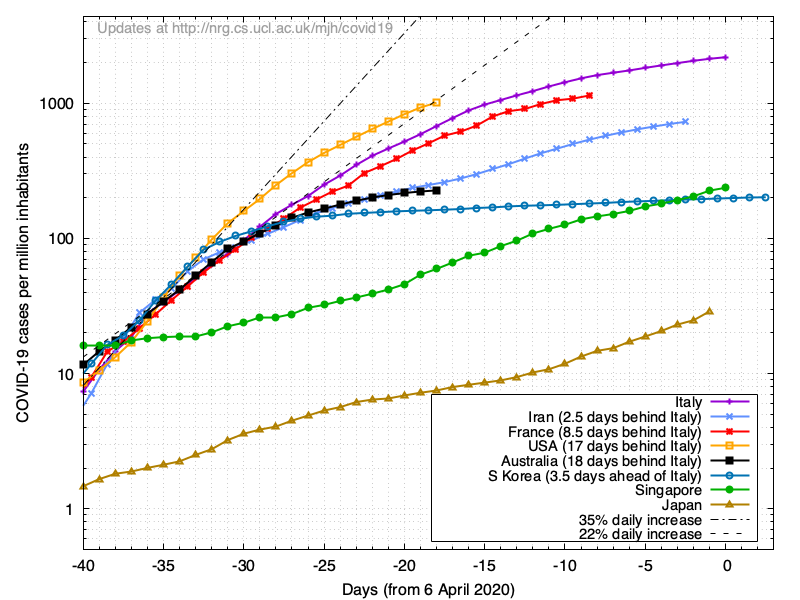 Updates at http://nrg.cs.ucl.ac.uk/mjh/covid19
COVID-19 cases per million inhabitants
1000
100
10
1
Italy
Iran (2.5 days behind Italy)
France (8.5 days behind Italy)
USA (17 days behind Italy)
Australia (18 days behind Italy)
S Korea (3.5 days ahead of Italy)
Singapore
Japan
35% daily increase
22% daily increase
-40 -35 -30 -25 -20 -15 -10 -5 0
Days (from 6 April 2020)